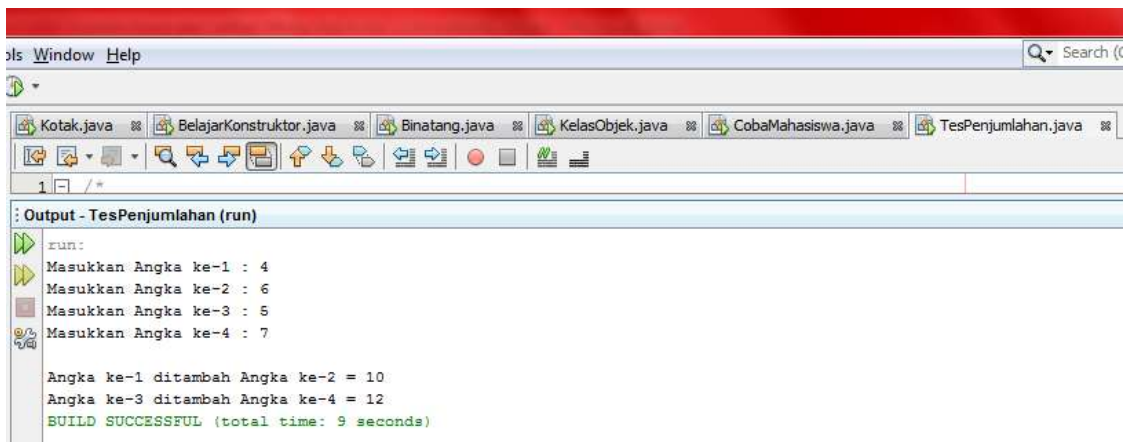 Window Help
Search
Kotak.java BelajarKonstruktor.java Binatang.java KelasObjek.java CobaMahasiswa.java TesPenjumlahan.java
1 /*
Output - TesPenjumlahan (run)
run:
Masukkan Angka ke-1 : 4
Masukkan Angka ke-2 : 6
Masukkan Angka ke-3 : 5
Masukkan Angka ke-4 : 7
Angka ke-1 ditambah Angka ke-2 = 10
Angka ke-3 ditambah Angka ke-4 = 12
BUILD SUCCESSFUL (total time: 9 seconds)